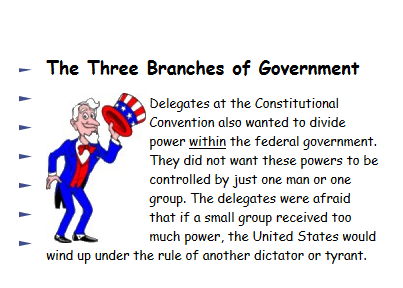 The Three Branches of Government
Delegates at the Constitutional
Convention also wanted to divide
power within the federal government.
They did not want these powers to be
controlled by just one man or one
group. The delegates were afraid
that if a small group received too
much power, the United States would
wind up under the rule of another dictator or tyrant.